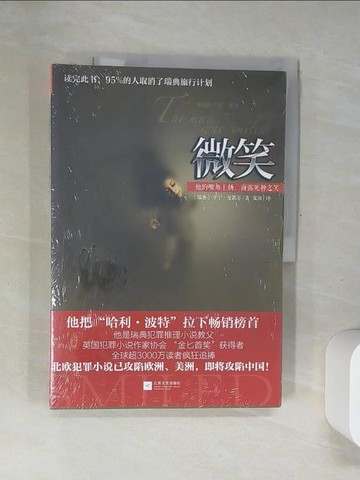 读完此书，95%的人取消了瑞典旅行计划
The man
who smiled
微笑
他的嘴角上扬，面露死神之笑
他把“哈利·波特”拉下畅销榜首
他是瑞典犯罪推理小说教父
英国犯罪小说作家协会“金匕首奖”获得者
全球超3000万读者疯狂追捧
北欧犯罪小说已攻陷欧洲、美洲，即将攻陷中国！